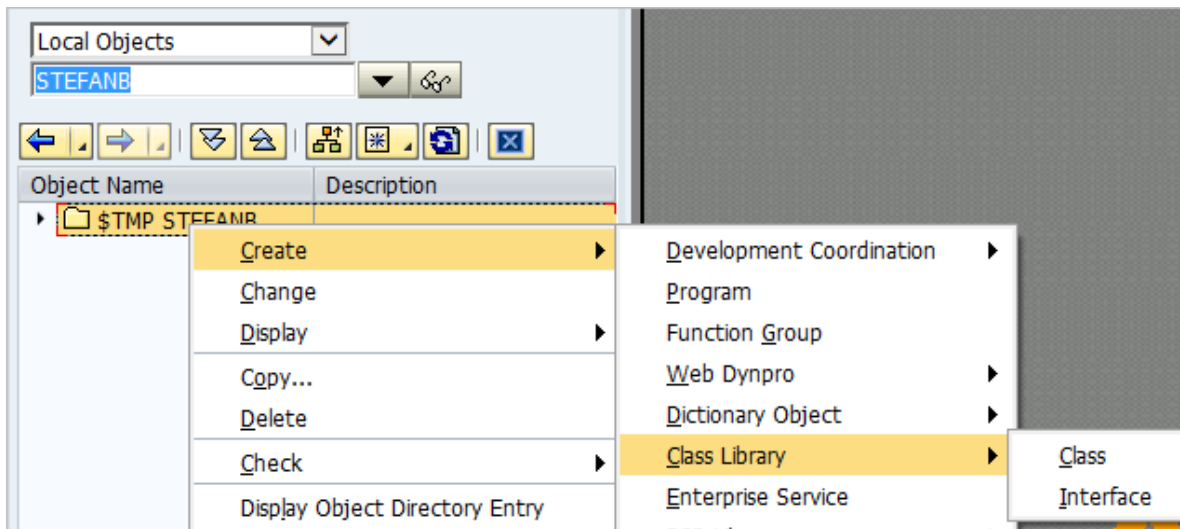 Local Objects
STEFANB
Object Name Description
$TMP STEFANB
Create
Change
Display
Copy...
Delete
Check
Display Object Directory Entry
Development Coordination
Program
Function Group
Web Dynpro
Dictionary Object
Class Library
Enterprise Service
Class
Interface